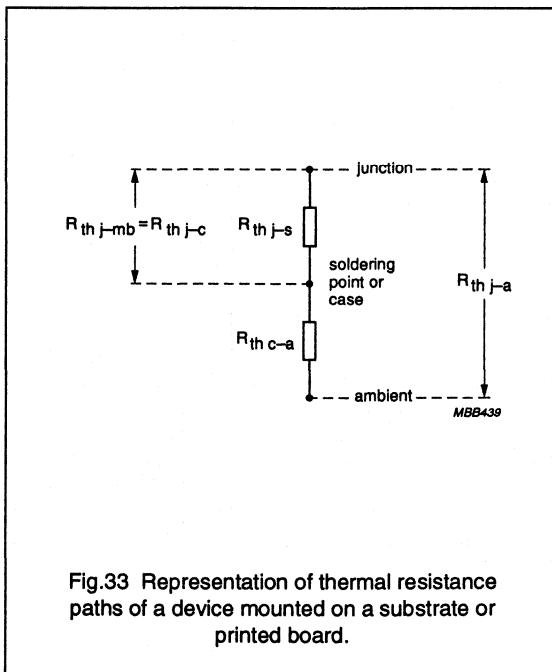 junction
R th j–mb = R th j–c
R th j–s
soldering
point or
case
R th j–a
R th c–a
ambient
MBB439
Fig.33 Representation of thermal resistance
paths of a device mounted on a substrate or
printed board.